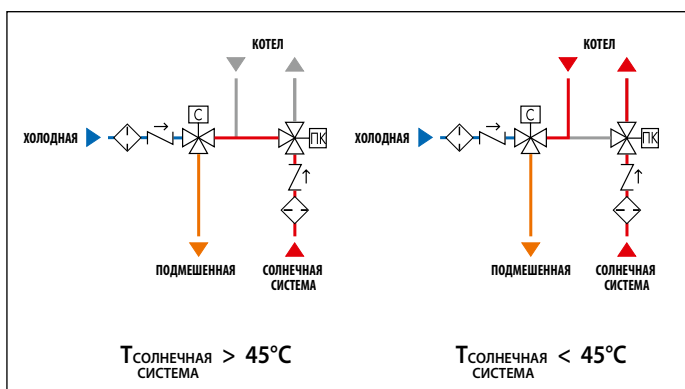 КОТЕЛ
С
ХОЛОДНАЯ
ПК
ПОДМЕШЕННАЯ
СОЛНЕЧНАЯ
СИСТЕМА
TСОЛНЕЧНАЯ > 45°C
СИСТЕМА
КОТЕЛ
С
ХОЛОДНАЯ
ПК
ПОДМЕШЕННАЯ
СОЛНЕЧНАЯ
СИСТЕМА
TСОЛНЕЧНАЯ < 45°C
СИСТЕМА